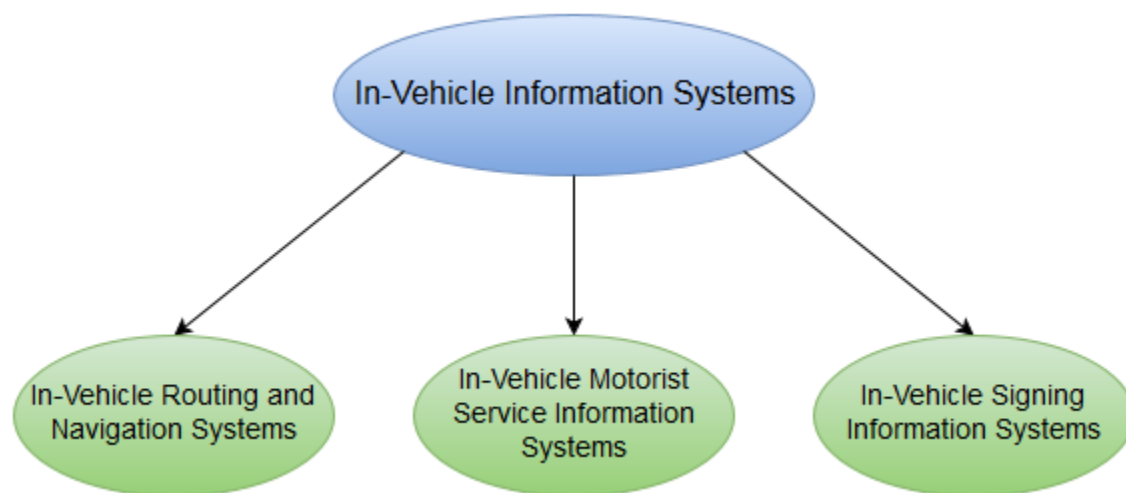 In-Vehicle Information Systems
In-Vehicle Routing and
Navigation Systems
In-Vehicle Motorist
Service Information
Systems
In-Vehicle Signing
Information Systems